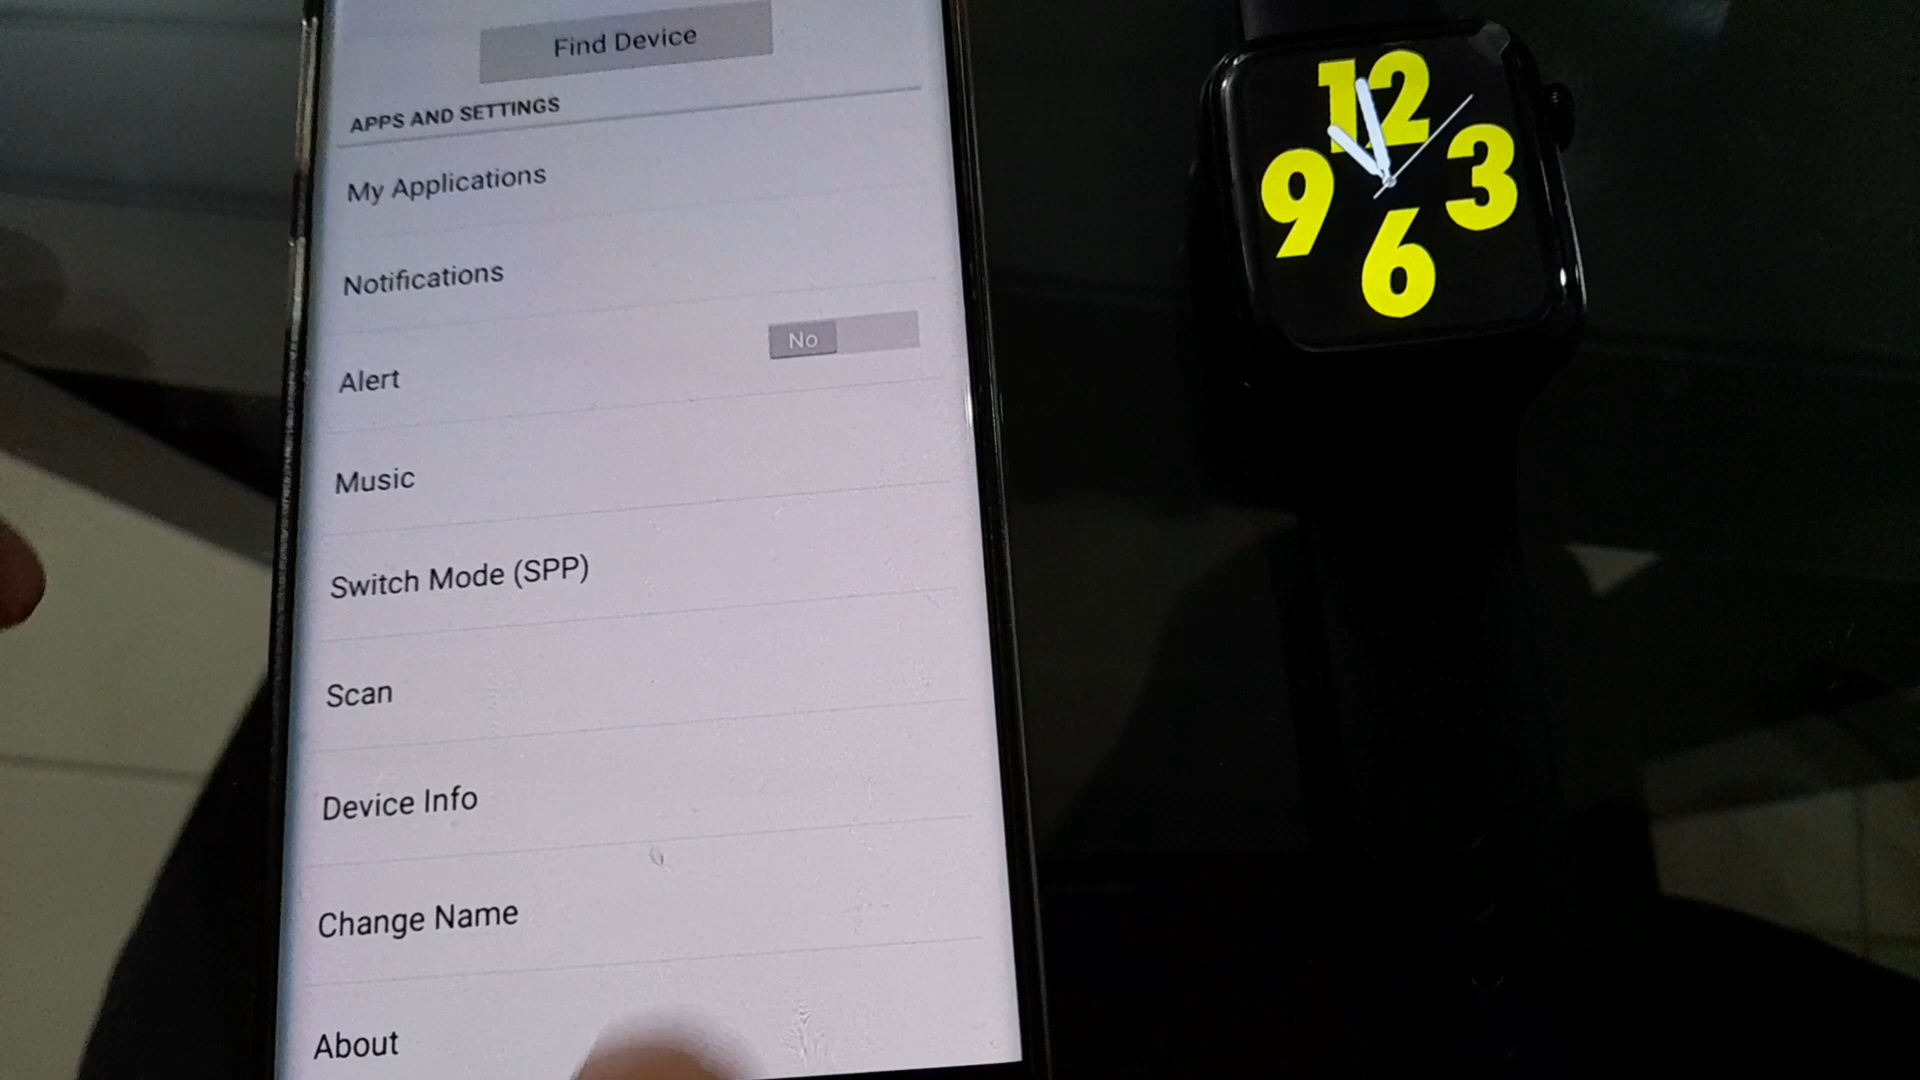 Find Device
APPS AND SETTINGS
My Applications
Notifications
Alert
No
Music
Switch Mode (SPP)
Scan
Device Info
Change Name
About
12
9
3
6